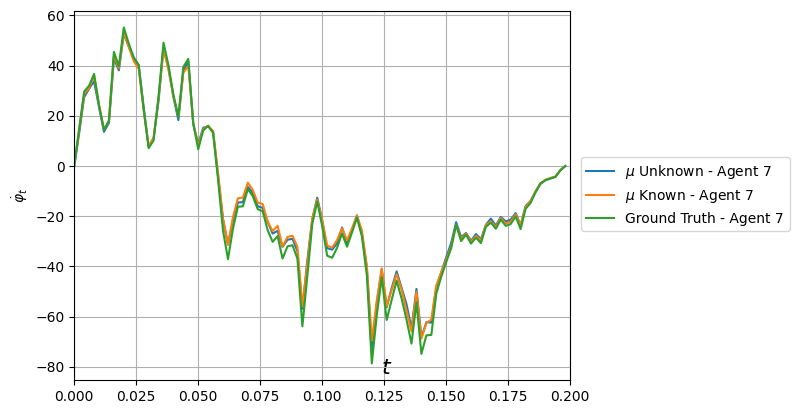 60
40
20
0
−20
−40
−60
−80
φ̇_t
0.000 0.025 0.050 0.075 0.100 0.125 0.150 0.175 0.200
t
μ Unknown - Agent 7
μ Known - Agent 7
Ground Truth - Agent 7